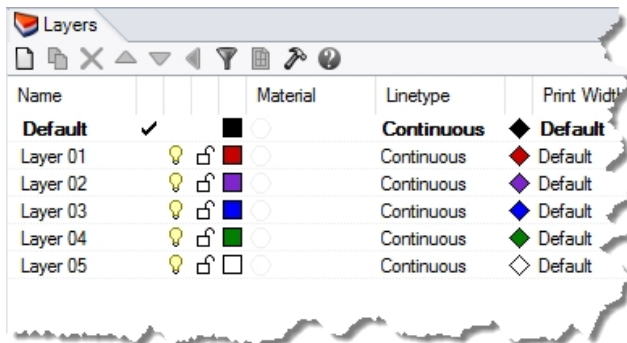 Layers
Name Material Linetype Print Width
Default Continuous Default
Layer 01 Continuous Default
Layer 02 Continuous Default
Layer 03 Continuous Default
Layer 04 Continuous Default
Layer 05 Continuous Default